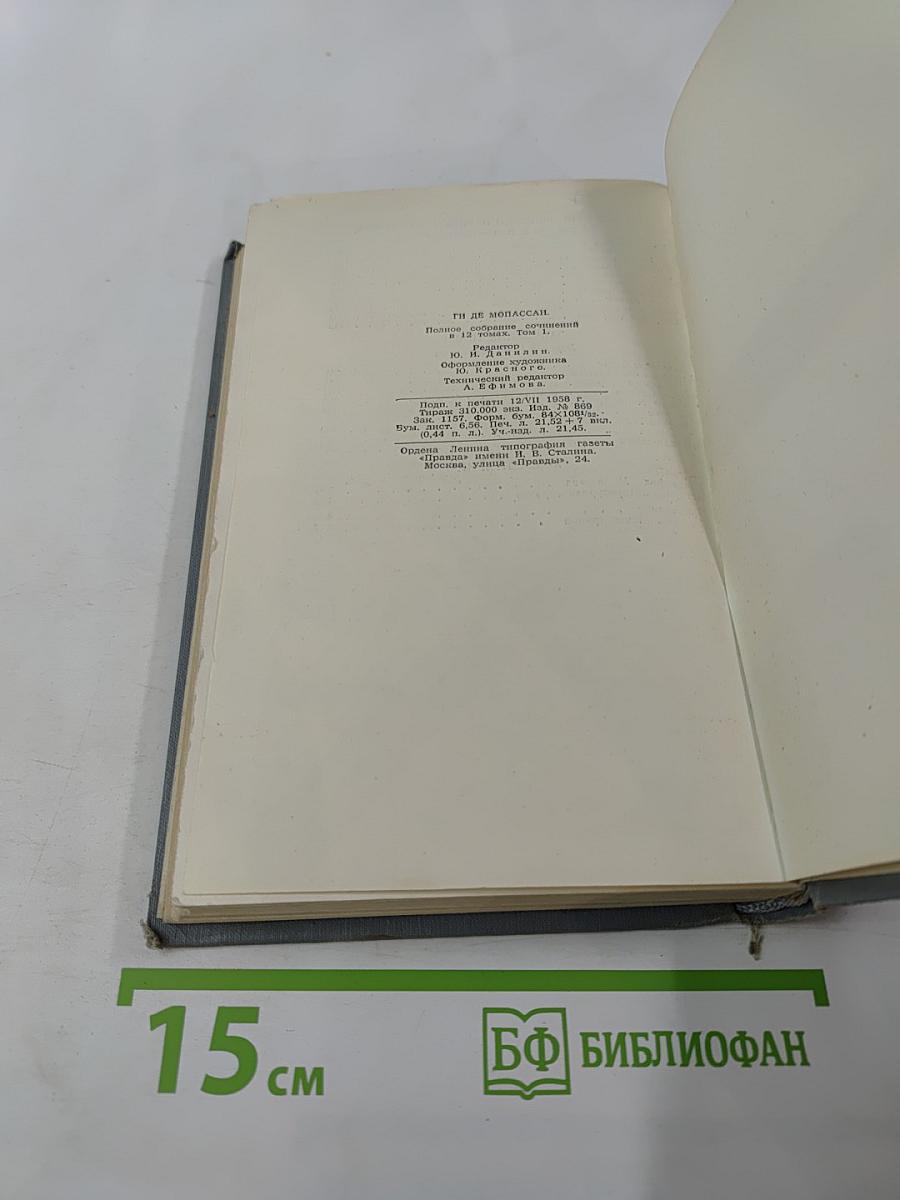 ГИ ДЕ МОПАССАН.
Полное собрание сочинений
в 12 томах. Том 1.
Редактор
Ю. И. Данилин.
Оформление художника
Ю. Красного.
Технический редактор
А. Ефимова.
Подп. к печати 12/VII 1958 г.
Тираж 310.000 экз. Изд. № 869
Зак. 1157. Форм. бум. 84×108¹/₃₂.
Бум. лист. 6,56. Печ. л. 21,52 + 7 вкл.
(0,44 п. л.). Уч.-изд. л. 21,45.
Ордена Ленина типография газеты
«Правда» имени И. В. Сталина.
Москва, улица «Правды», 24.
15 см
БФ БИБЛИОФАН